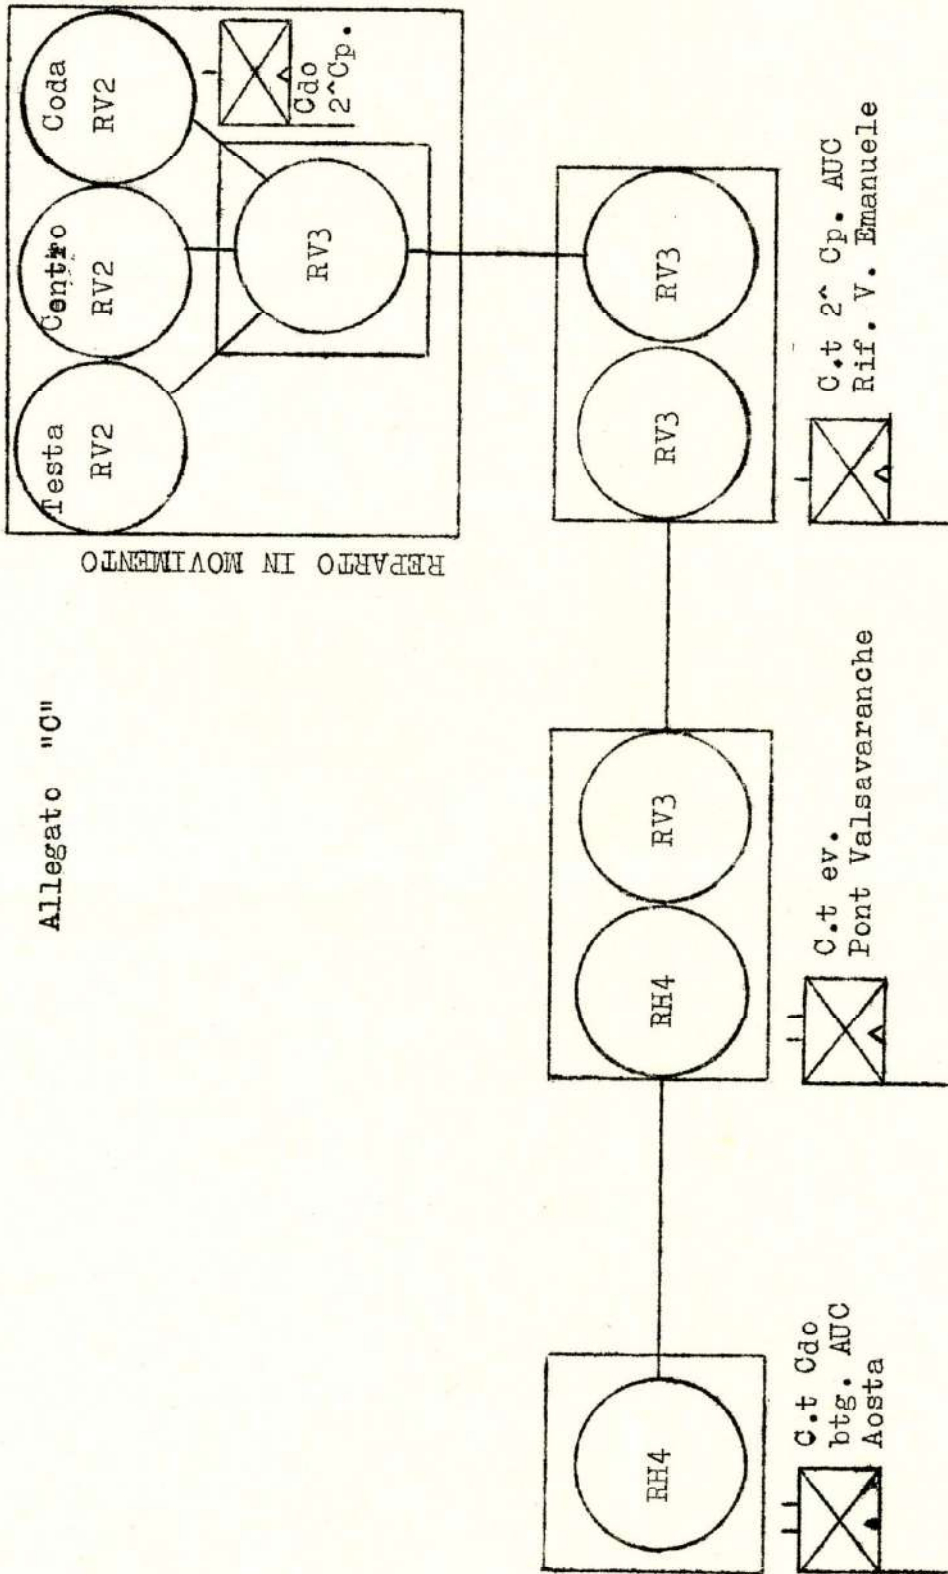 Allegato "C"
REPARTO IN MOVIMENTO
Testa
RV2
Centro
RV2
Coda
RV2
RV3
Cdo
2^Cp.
RH4
C.t Cdo
btg. AUC
Aosta
RH4
RV3
C.t ev.
Pont Valsavaranche
RV3
RV3
C.t 2^ Cp. AUC
Rif. V. Emanuele